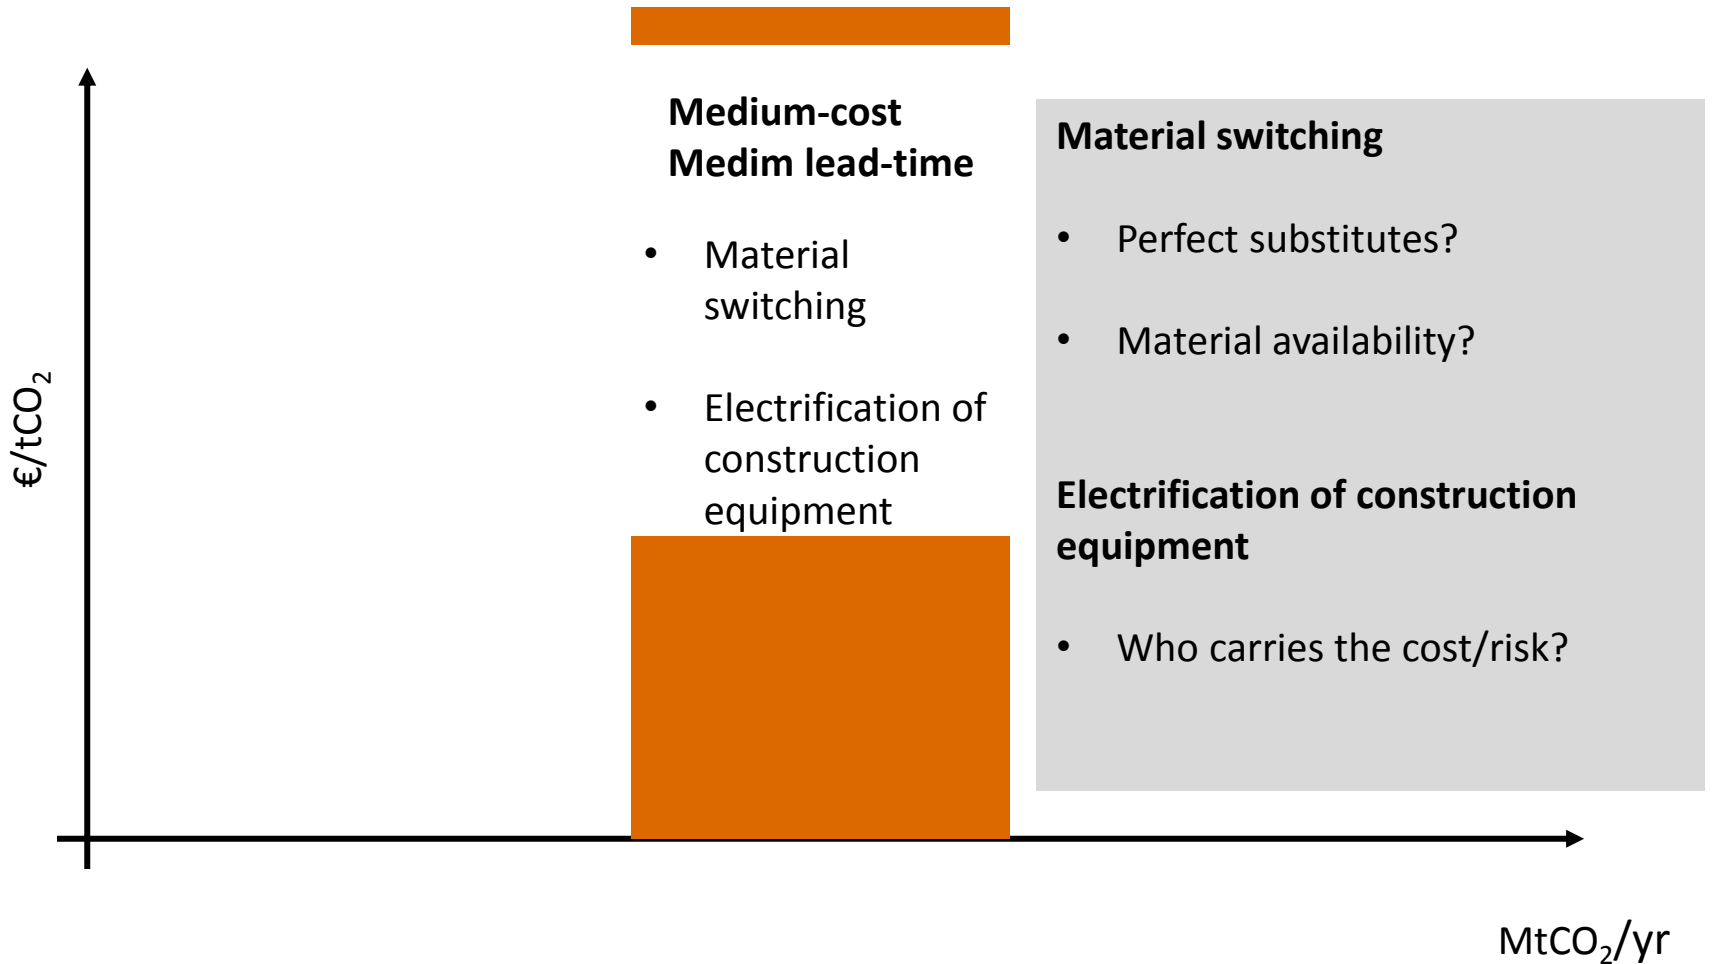 Medium-cost
Medim lead-time
• Material
switching
• Electrification of
construction
equipment
Material switching
• Perfect substitutes?
• Material availability?
Electrification of construction
equipment
• Who carries the cost/risk?
€/tCO₂
MtCO₂/yr